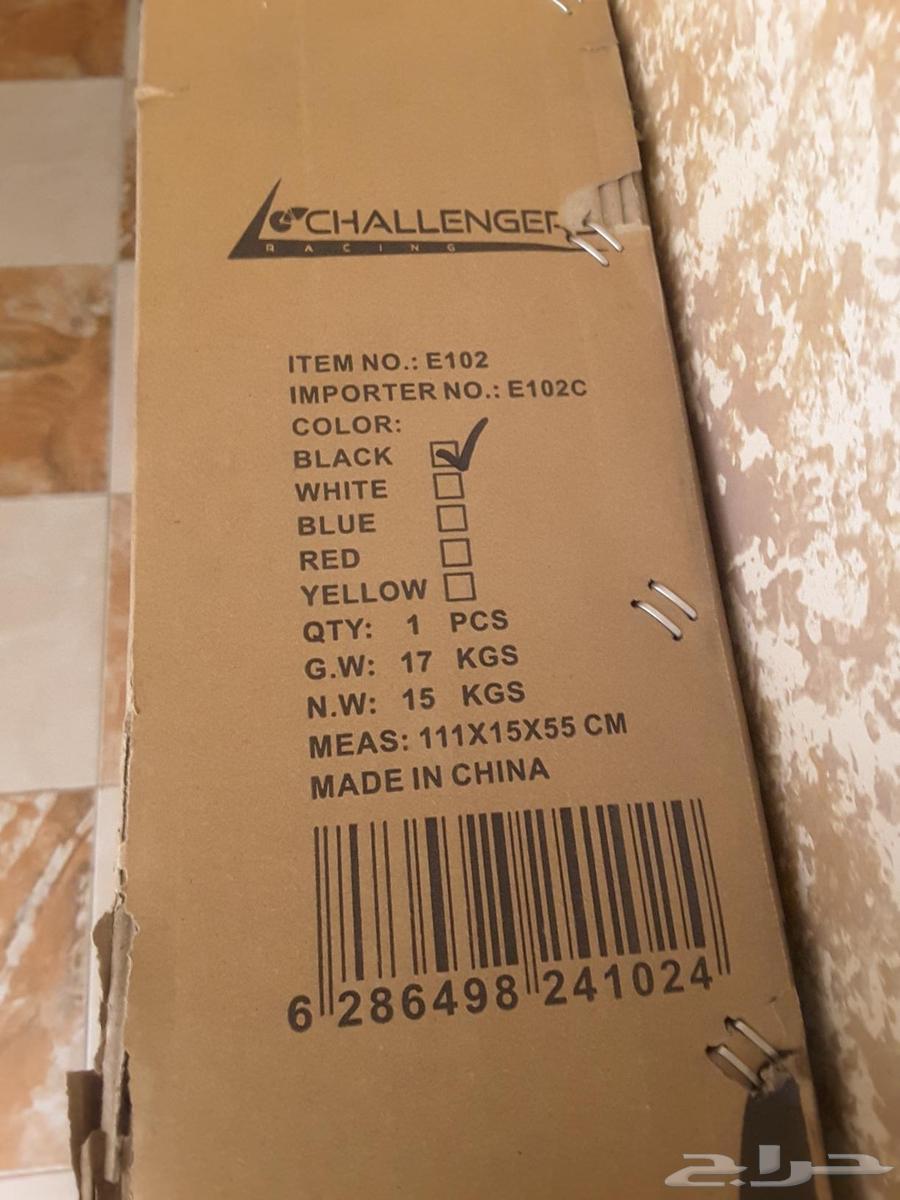 CHALLENGER
RACING
ITEM NO.: E102
IMPORTER NO.: E102C
COLOR:
BLACK
WHITE
BLUE
RED
YELLOW
QTY: 1 PCS
G.W: 17 KGS
N.W: 15 KGS
MEAS: 111X15X55 CM
MADE IN CHINA
6 286498 241024
حراج